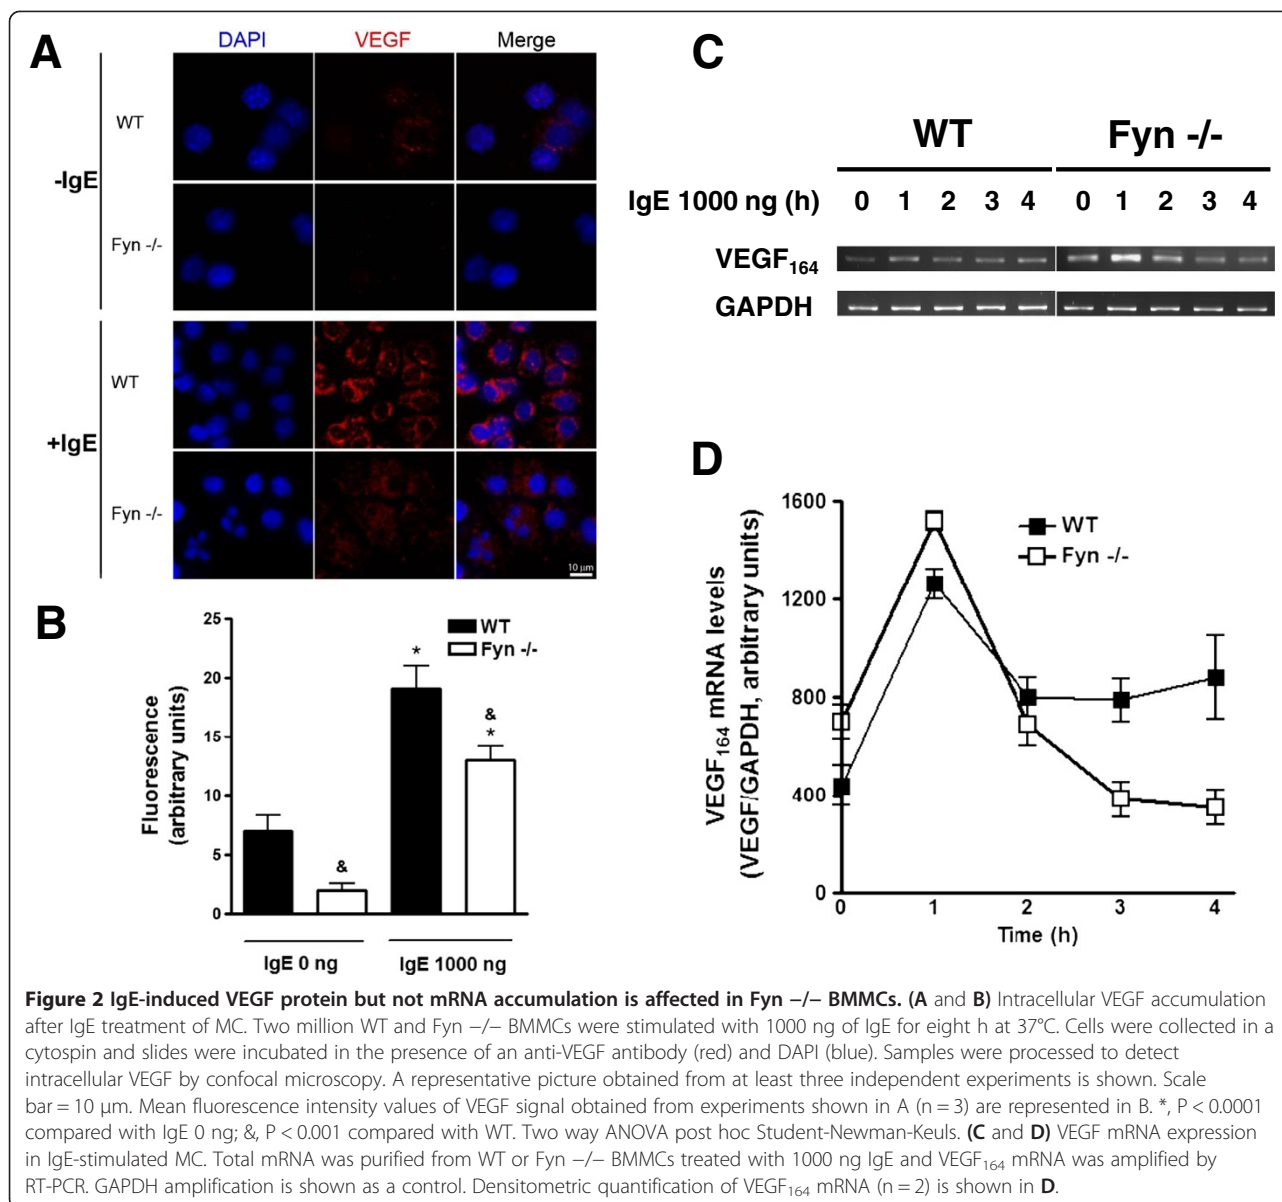 A
DAPI VEGF Merge
WT
-IgE
Fyn -/-
WT
+IgE
Fyn -/-
10 µm
B
25
20
15
10
5
0
Fluorescence
(arbitrary units)
WT
Fyn -/-
*
&
&
*
IgE 0 ng IgE 1000 ng
C
WT Fyn -/-
IgE 1000 ng (h) 0 1 2 3 4 0 1 2 3 4
VEGF₁₆₄
GAPDH
D
VEGF₁₆₄ mRNA levels
(VEGF/GAPDH, arbitrary units)
1600
1200
800
400
0
WT
Fyn -/-
0 1 2 3 4
Time (h)
Figure 2 IgE-induced VEGF protein but not mRNA accumulation is affected in Fyn −/− BMMCs. (A and B) Intracellular VEGF accumulation
after IgE treatment of MC. Two million WT and Fyn −/− BMMCs were stimulated with 1000 ng of IgE for eight h at 37°C. Cells were collected in a
cytospin and slides were incubated in the presence of an anti-VEGF antibody (red) and DAPI (blue). Samples were processed to detect
intracellular VEGF by confocal microscopy. A representative picture obtained from at least three independent experiments is shown. Scale
bar = 10 μm. Mean fluorescence intensity values of VEGF signal obtained from experiments shown in A (n = 3) are represented in B. *, P < 0.0001
compared with IgE 0 ng; &, P < 0.001 compared with WT. Two way ANOVA post hoc Student-Newman-Keuls. (C and D) VEGF mRNA expression
in IgE-stimulated MC. Total mRNA was purified from WT or Fyn −/− BMMCs treated with 1000 ng IgE and VEGF₁₆₄ mRNA was amplified by
RT-PCR. GAPDH amplification is shown as a control. Densitometric quantification of VEGF₁₆₄ mRNA (n = 2) is shown in D.